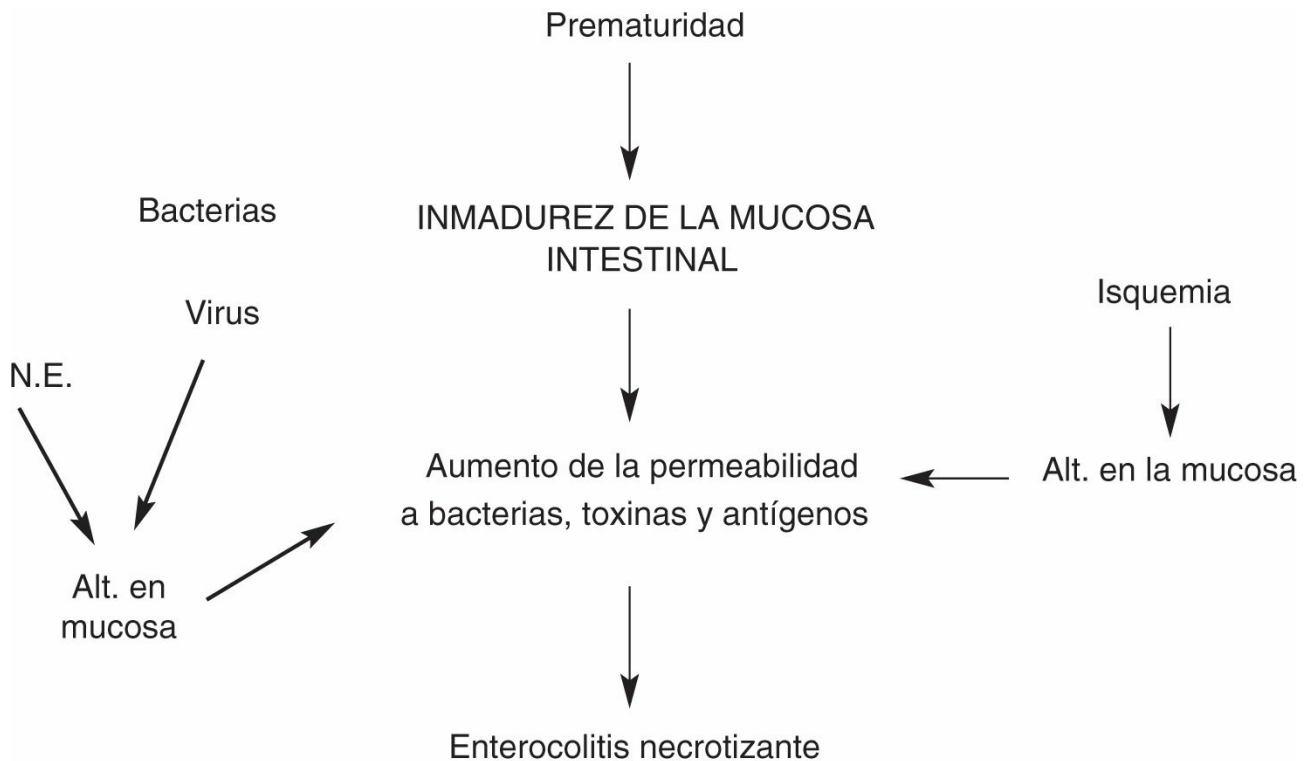 Prematuridad
Bacterias
INMADUREZ DE LA MUCOSA
INTESTINAL
Virus
Isquemia
N.E.
Aumento de la permeabilidad
a bacterias, toxinas y antígenos
Alt. en la mucosa
Alt. en
mucosa
Enterocolitis necrotizante